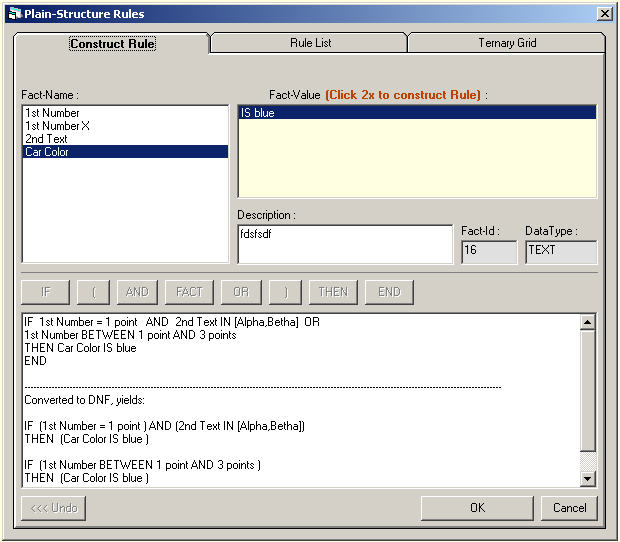 Plain-Structure Rules
Construct Rule
Rule List
Ternary Grid
Fact-Name :
Fact-Value (Click 2x to construct Rule) :
1st Number
1st Number X
2nd Text
Car Color
IS blue
Description :
Fact-Id :
DataType :
fdsfsdf
16
TEXT
IF
(
AND
FACT
OR
)
THEN
END
IF 1st Number = 1 point AND 2nd Text IN [Alpha,Betha] OR
1st Number BETWEEN 1 point AND 3 points
THEN Car Color IS blue
END
--------------------------------------------------------------------------------
Converted to DNF, yields:
IF (1st Number = 1 point ) AND (2nd Text IN [Alpha,Betha])
THEN (Car Color IS blue )
IF (1st Number BETWEEN 1 point AND 3 points )
THEN (Car Color IS blue )
<<< Undo
OK
Cancel